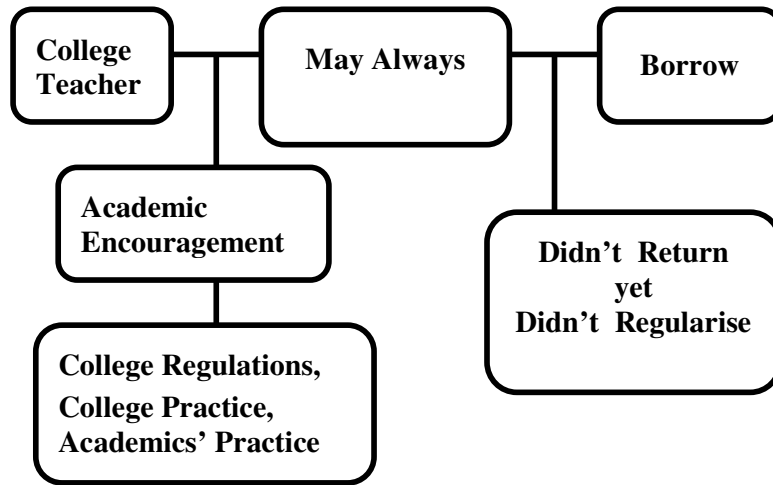 College
Teacher
May Always
Borrow
Academic
Encouragement
Didn’t Return
yet
Didn’t Regularise
College Regulations,
College Practice,
Academics’ Practice